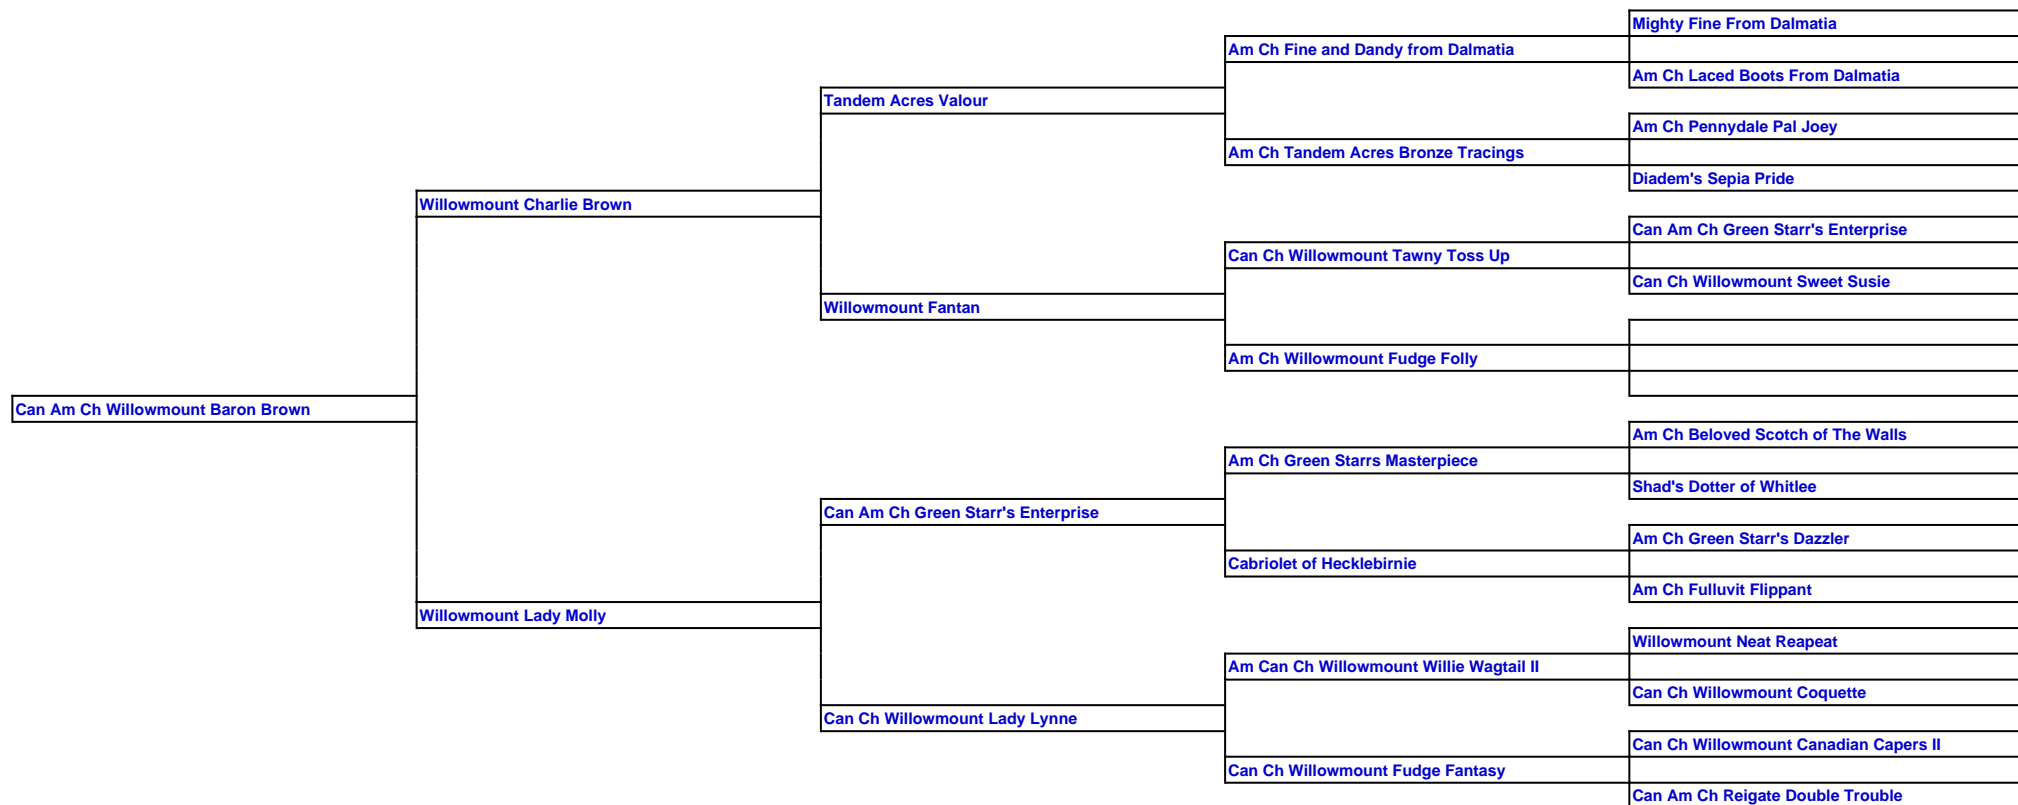 Mighty Fine From Dalmatia
Am Ch Fine and Dandy from Dalmatia
Am Ch Laced Boots From Dalmatia
Tandem Acres Valour
Am Ch Pennydale Pal Joey
Am Ch Tandem Acres Bronze Tracings
Diadem's Sepia Pride
Willowmount Charlie Brown
Can Am Ch Green Starr's Enterprise
Can Ch Willowmount Tawny Toss Up
Can Ch Willowmount Sweet Susie
Willowmount Fantan
Am Ch Willowmount Fudge Folly
Can Am Ch Willowmount Baron Brown
Am Ch Beloved Scotch of The Walls
Am Ch Green Starrs Masterpiece
Shad's Dotter of Whitlee
Can Am Ch Green Starr's Enterprise
Am Ch Green Starr's Dazzler
Cabriolet of Hecklebirnie
Am Ch Fulluvit Flippant
Willowmount Lady Molly
Willowmount Neat Reapeat
Am Can Ch Willowmount Willie Wagtail II
Can Ch Willowmount Coquette
Can Ch Willowmount Lady Lynne
Can Ch Willowmount Canadian Capers II
Can Ch Willowmount Fudge Fantasy
Can Am Ch Reigate Double Trouble